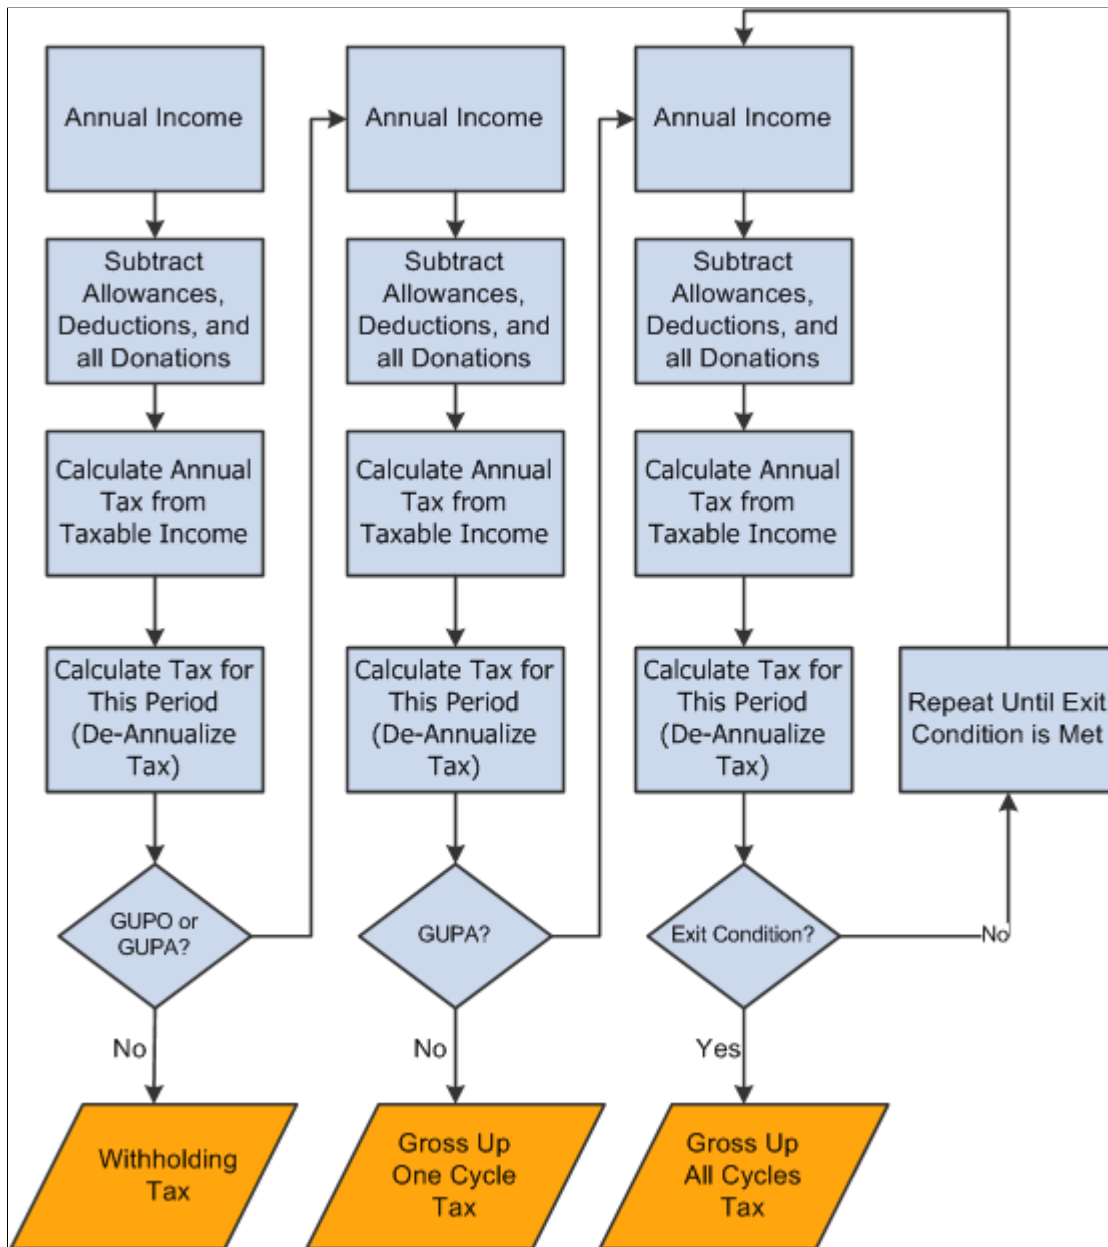 Annual Income
Subtract
Allowances,
Deductions, and
all Donations
Calculate Annual
Tax from
Taxable Income
Calculate Tax for
This Period
(De-Annualize
Tax)
GUPO or
GUPA?
No
Withholding
Tax
Annual Income
Subtract
Allowances,
Deductions, and
all Donations
Calculate Annual
Tax from
Taxable Income
Calculate Tax for
This Period
(De-Annualize
Tax)
GUPA?
No
Gross Up
One Cycle
Tax
Annual Income
Subtract
Allowances,
Deductions, and
all Donations
Calculate Annual
Tax from
Taxable Income
Calculate Tax for
This Period
(De-Annualize
Tax)
Exit Condition?
No
Repeat Until Exit
Condition is Met
Yes
Gross Up
All Cycles
Tax